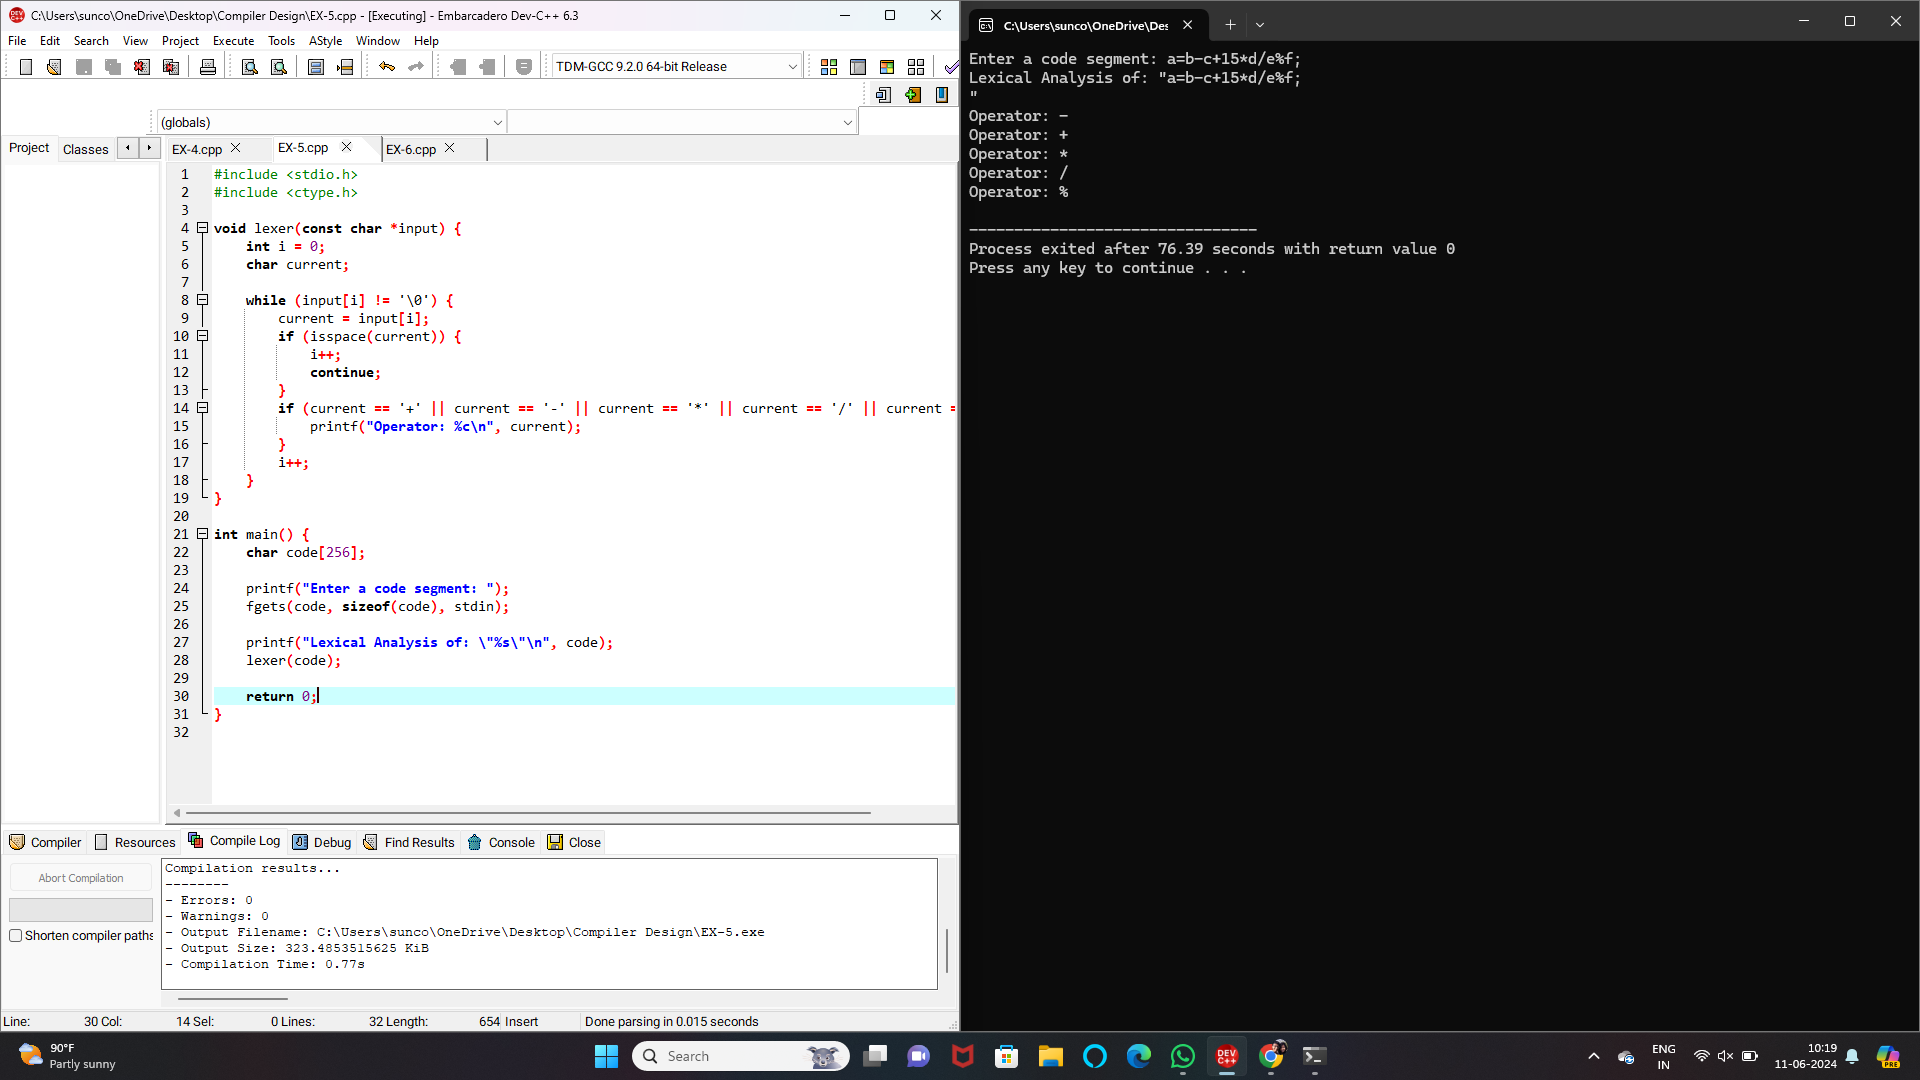 C:\Users\sunco\OneDrive\Desktop\Compiler Design\EX-5.cpp - [Executing] - Embarcadero Dev-C++ 6.3
File Edit Search View Project Execute Tools AStyle Window Help
TDM-GCC 9.2.0 64-bit Release
(globals)
Project Classes
EX-4.cpp EX-5.cpp EX-6.cpp
1 #include <stdio.h>
2 #include <ctype.h>
3
4 void lexer(const char *input) {
5     int i = 0;
6     char current;
7
8     while (input[i] != '\0') {
9         current = input[i];
10         if (isspace(current)) {
11             i++;
12             continue;
13         }
14         if (current == '+' || current == '-' || current == '*' || current == '/' || current =
15             printf("Operator: %c\n", current);
16         }
17         i++;
18     }
19 }
20
21 int main() {
22     char code[256];
23
24     printf("Enter a code segment: ");
25     fgets(code, sizeof(code), stdin);
26
27     printf("Lexical Analysis of: \"%s\"\n", code);
28     lexer(code);
29
30     return 0;
31 }
32
Compiler Resources Compile Log Debug Find Results Console Close
Abort Compilation
Shorten compiler paths
Compilation results...
--------
- Errors: 0
- Warnings: 0
- Output Filename: C:\Users\sunco\OneDrive\Desktop\Compiler Design\EX-5.exe
- Output Size: 323.4853515625 KiB
- Compilation Time: 0.77s
Line: 30 Col: 14 Sel: 0 Lines: 32 Length: 654 Insert Done parsing in 0.015 seconds
C:\Users\sunco\OneDrive\Des
Enter a code segment: a=b-c+15*d/e%f;
Lexical Analysis of: "a=b-c+15*d/e%f;
"
Operator: -
Operator: +
Operator: *
Operator: /
Operator: %
--------------------------------
Process exited after 76.39 seconds with return value 0
Press any key to continue . . .
90°F
Partly sunny
Search
DEV C++
ENG
IN
10:19
11-06-2024
PRE